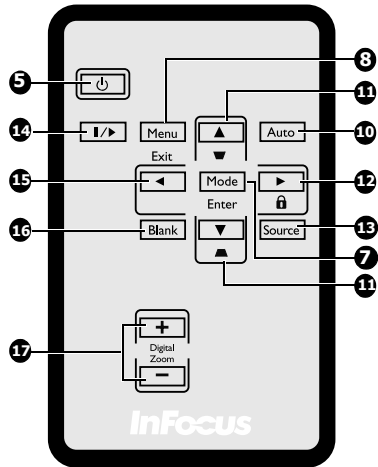 8
5
11
14
II/▶
Menu
▲
Auto
10
Exit
15
◀
Mode
▶
12
Enter
16
Blank
▼
Source
13
7
11
+
17
Digital
Zoom
−
InFocus